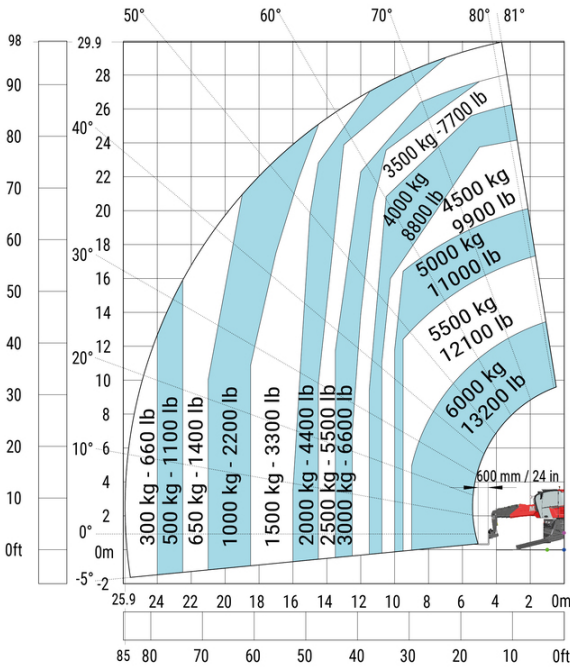 50°
60°
70°
80°
81°
98
29.9
28
90
26
80
24
40°
22
70
20
60
18
30°
16
50
14
40
12
20°
10
30
8
20
6
10°
4
10
2
0°
0ft
0m
-5°
-2
3500 kg -7700 lb
4000 kg
8800 lb
4500 kg
9900 lb
5000 kg
11000 lb
5500 kg
12100 lb
6000 kg
13200 lb
300 kg - 660 lb
500 kg - 1100 lb
650 kg - 1400 lb
1000 kg - 2200 lb
1500 kg - 3300 lb
2000 kg - 4400 lb
2500 kg - 5500 lb
3000 kg - 6600 lb
600 mm / 24 in
25.9 24 22 20 18 16 14 12 10 8 6 4 2 0m
85 80 70 60 50 40 30 20 10 0ft